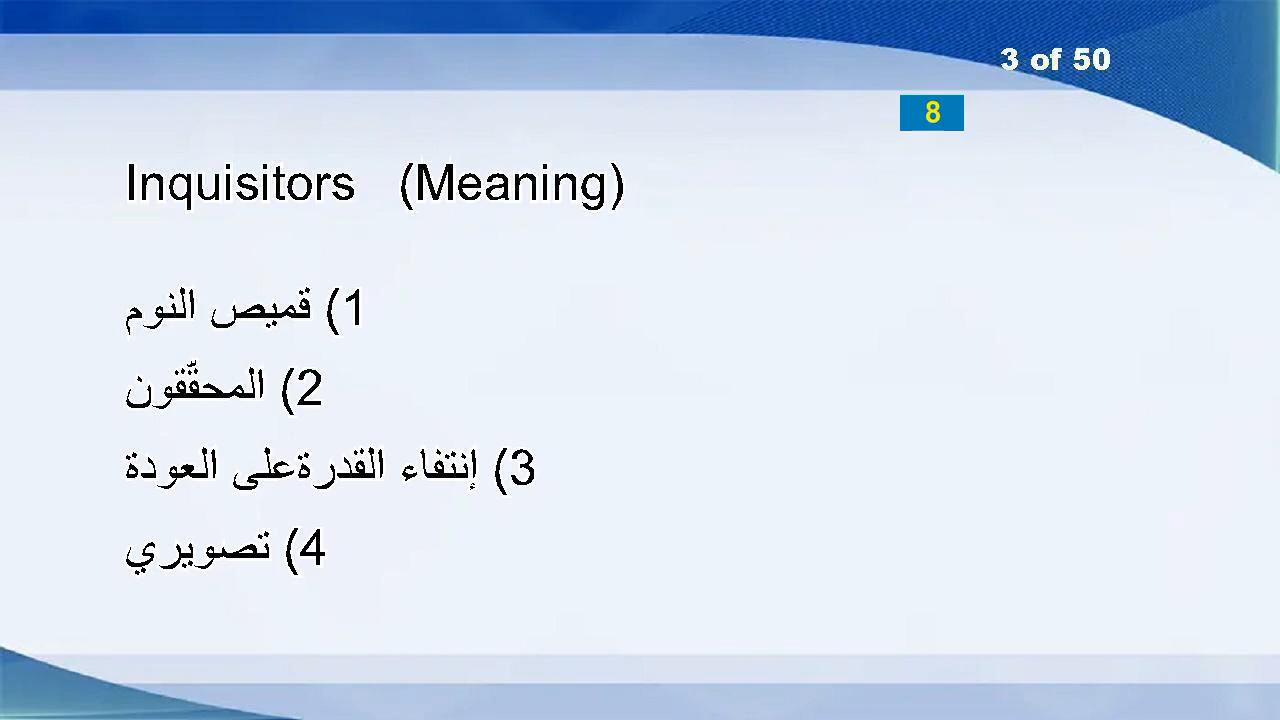 3 of 50
8
Inquisitors (Meaning)
1) قميص النوم
2) المحقّقون
3) إنتفاء القدرةعلى العودة
4) تصويري